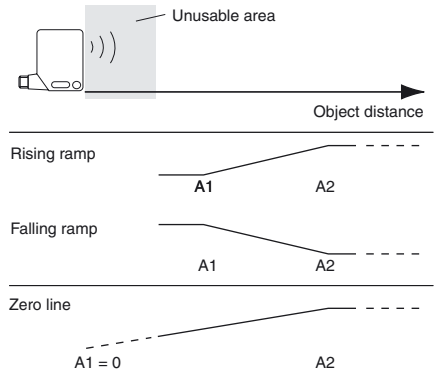 Unusable area
Object distance
Rising ramp
A1 A2
Falling ramp
A1 A2
Zero line
A1 = 0 A2